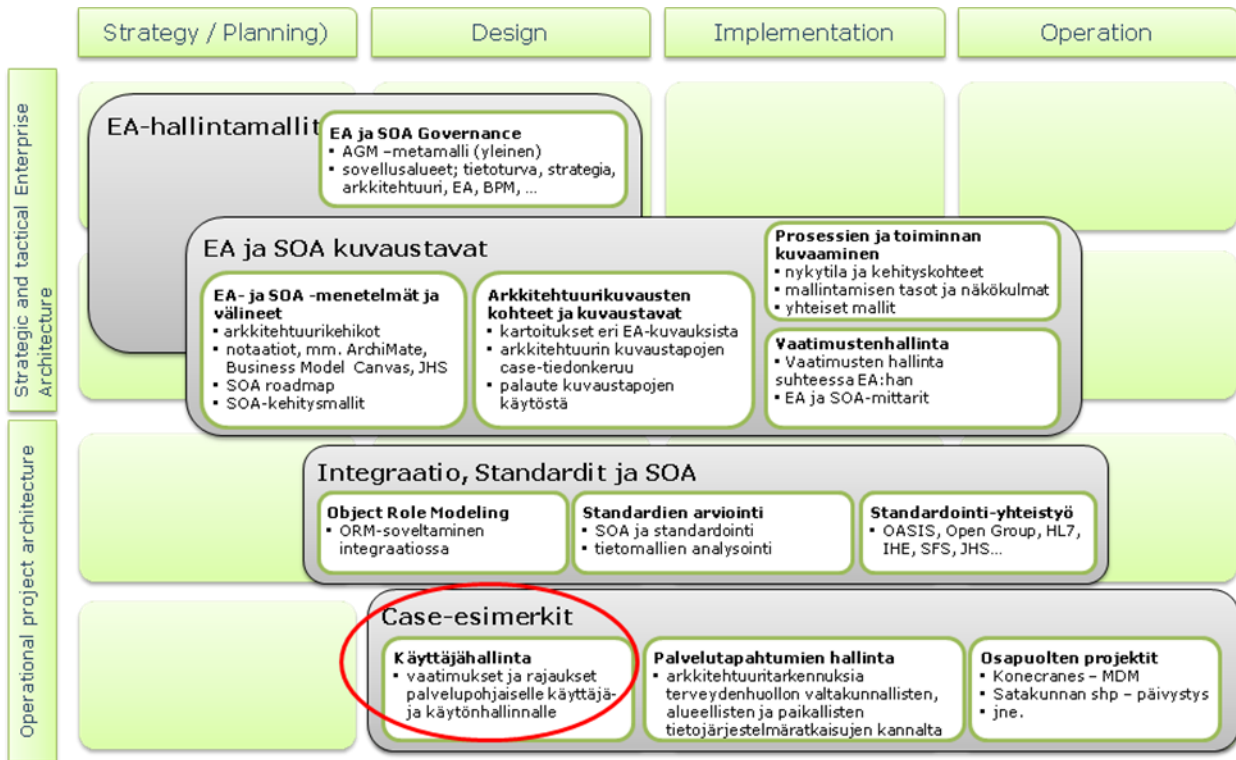 Strategy / Planning)
Design
Implementation
Operation
Strategic and tactical Enterprise
Architecture
EA-hallintamallit
EA ja SOA Governance
▪ AGM –metamalli (yleinen)
▪ sovellusalueet; tietoturva, strategia,
arkkitehtuuri, EA, BPM, ...
EA ja SOA kuvaustavat
EA- ja SOA -menetelmät ja
välineet
▪ arkkitehtuurikehikot
▪ notaatiot, mm. ArchiMate,
Business Model Canvas, JHS
▪ SOA roadmap
▪ SOA-kehitysmallit
Arkkitehtuurikuvausten
kohteet ja kuvaustavat
▪ kartoitukset eri EA-kuvauksista
▪ arkkitehtuurin kuvaustapojen
case-tiedonkeruu
▪ palaute kuvaustapojen
käytöstä
Prosessien ja toiminnan
kuvaaminen
▪ nykytila ja kehityskohteet
▪ mallintamisen tasot ja näkökulmat
▪ yhteiset mallit
Vaatimustenhallinta
▪ Vaatimusten hallinta
suhteessa EA:han
▪ EA ja SOA-mittarit
Operational project architecture
Integraatio, Standardit ja SOA
Object Role Modeling
▪ ORM-soveltaminen
integraatiossa
Standardien arviointi
▪ SOA ja standardointi
▪ tietomallien analysointi
Standardointi-yhteistyö
▪ OASIS, Open Group, HL7,
IHE, SFS, JHS...
Case-esimerkit
Käyttäjähallinta
▪ vaatimukset ja rajaukset
palvelupohjaiselle käyttäjä-
ja käytönhallinnalle
Palvelutapahtumien hallinta
▪ arkkitehtuuritarkennuksia
terveydenhuollon valtakunnallisten,
alueellisten ja paikallisten
tietojärjestelmäratkaisujen kannalta
Osapuolten projektit
▪ Konecranes – MDM
▪ Satakunnan shp – päivystys
▪ jne.